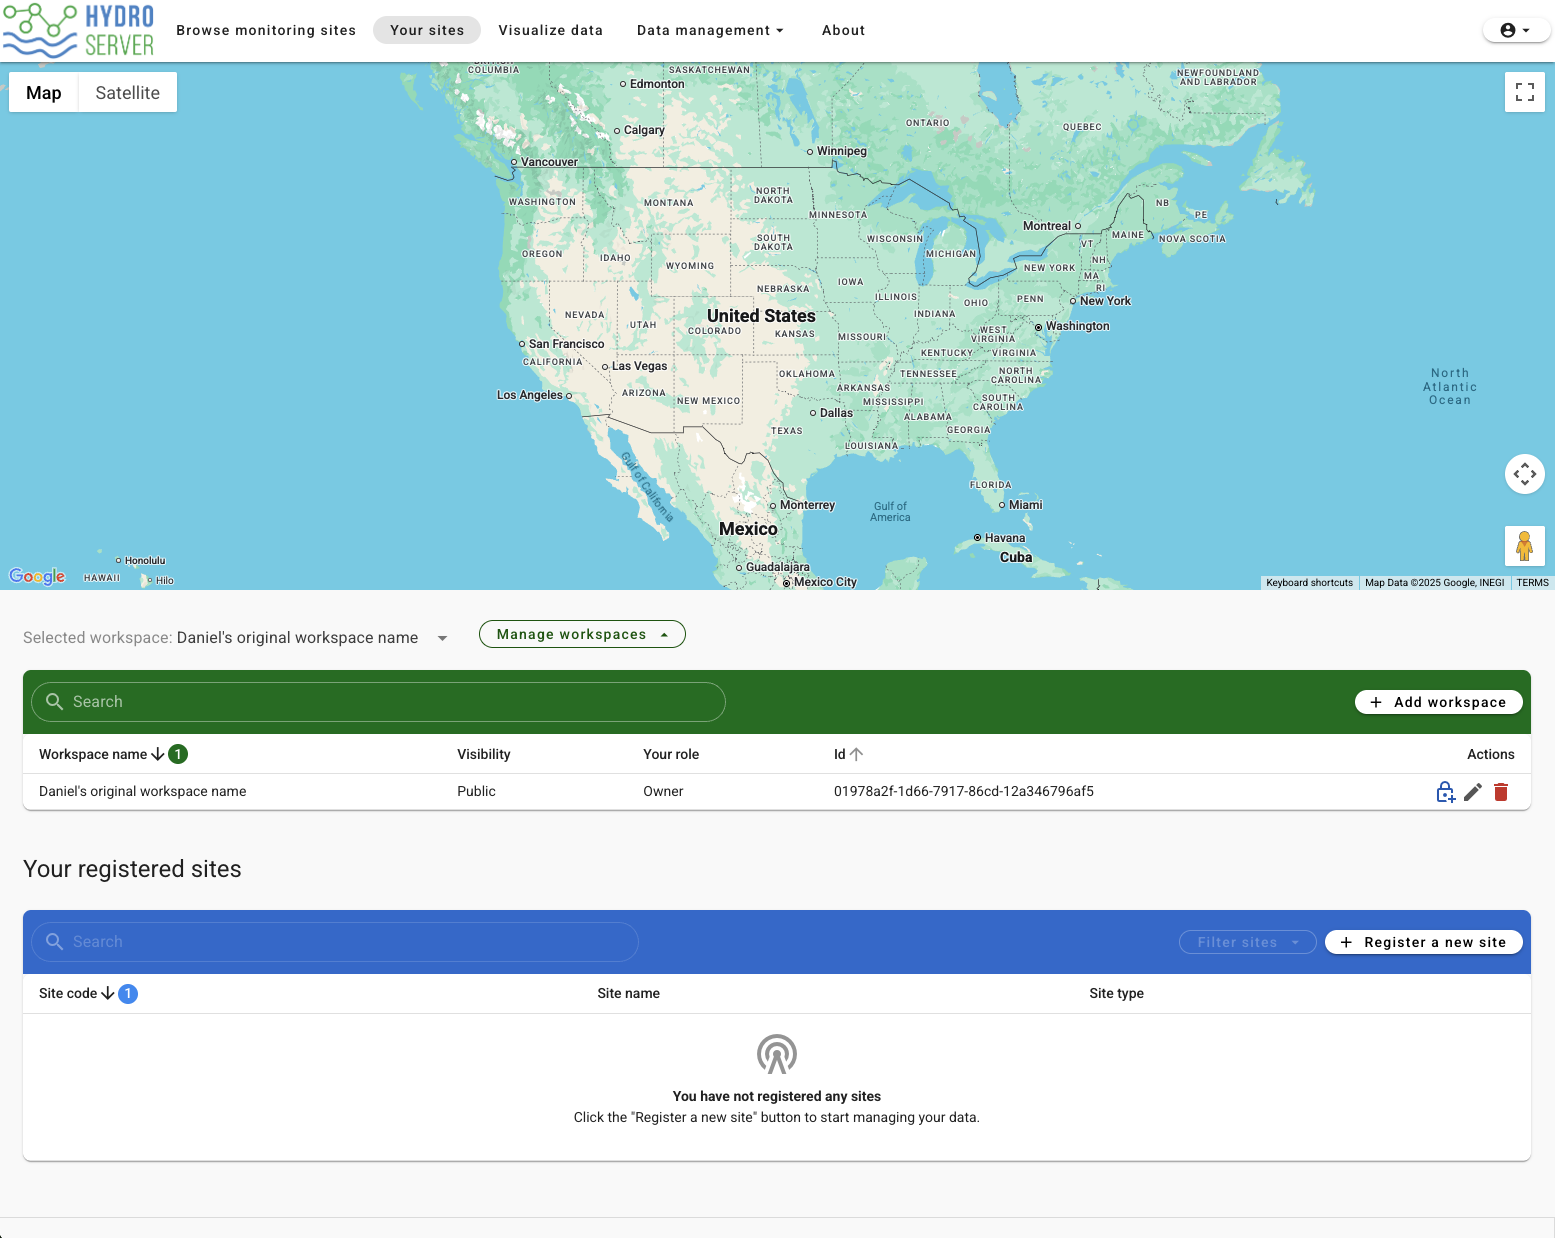 HYDRO
SERVER
Browse monitoring sites
Your sites
Visualize data
Data management
About
Map
Satellite
COLUMBIA
SASKATCHEWAN
NEWFOUNDLAND
AND LABRADOR
Edmonton
ONTARIO
QUEBEC
Calgary
Winnipeg
Vancouver
WASHINGTON
MONTANA
NORTH
DAKOTA
MINNESOTA
NB
PE
Montreal
MAINE
NOVA SCOTIA
WISCONSIN
SOUTH
DAKOTA
VT
OREGON
IDAHO
MICHIGAN
NH
WYOMING
NEW YORK
MA
RI
IOWA
NEBRASKA
ILLINOIS
OHIO
PENN
New York
INDIANA
NEVADA
United States
UTAH
COLORADO
KANSAS
MISSOURI
WEST
VIRGINIA
Washington
San Francisco
KENTUCKY
VIRGINIA
CALIFORNIA
Las Vegas
OKLAHOMA
TENNESSEE
NORTH
CAROLINA
North
Atlantic
Ocean
Los Angeles
ARIZONA
NEW MEXICO
ARKANSAS
MISSISSIPPI
SOUTH
CAROLINA
Dallas
ALABAMA
TEXAS
GEORGIA
LOUISIANA
Gulf of California
FLORIDA
Monterrey
Gulf of
America
Miami
Mexico
Havana
Cuba
Honolulu
Guadalajara
HAWAII
Hilo
Mexico City
Google
Keyboard shortcuts
Map Data ©2025 Google, INEGI
TERMS
Selected workspace: Daniel's original workspace name
Manage workspaces
Search
Add workspace
Workspace name 1 Visibility Your role Id Actions
Daniel's original workspace name Public Owner 01978a2f-1d66-7917-86cd-12a346796af5
Your registered sites
Search
Filter sites
Register a new site
Site code 1 Site name Site type
You have not registered any sites
Click the "Register a new site" button to start managing your data.